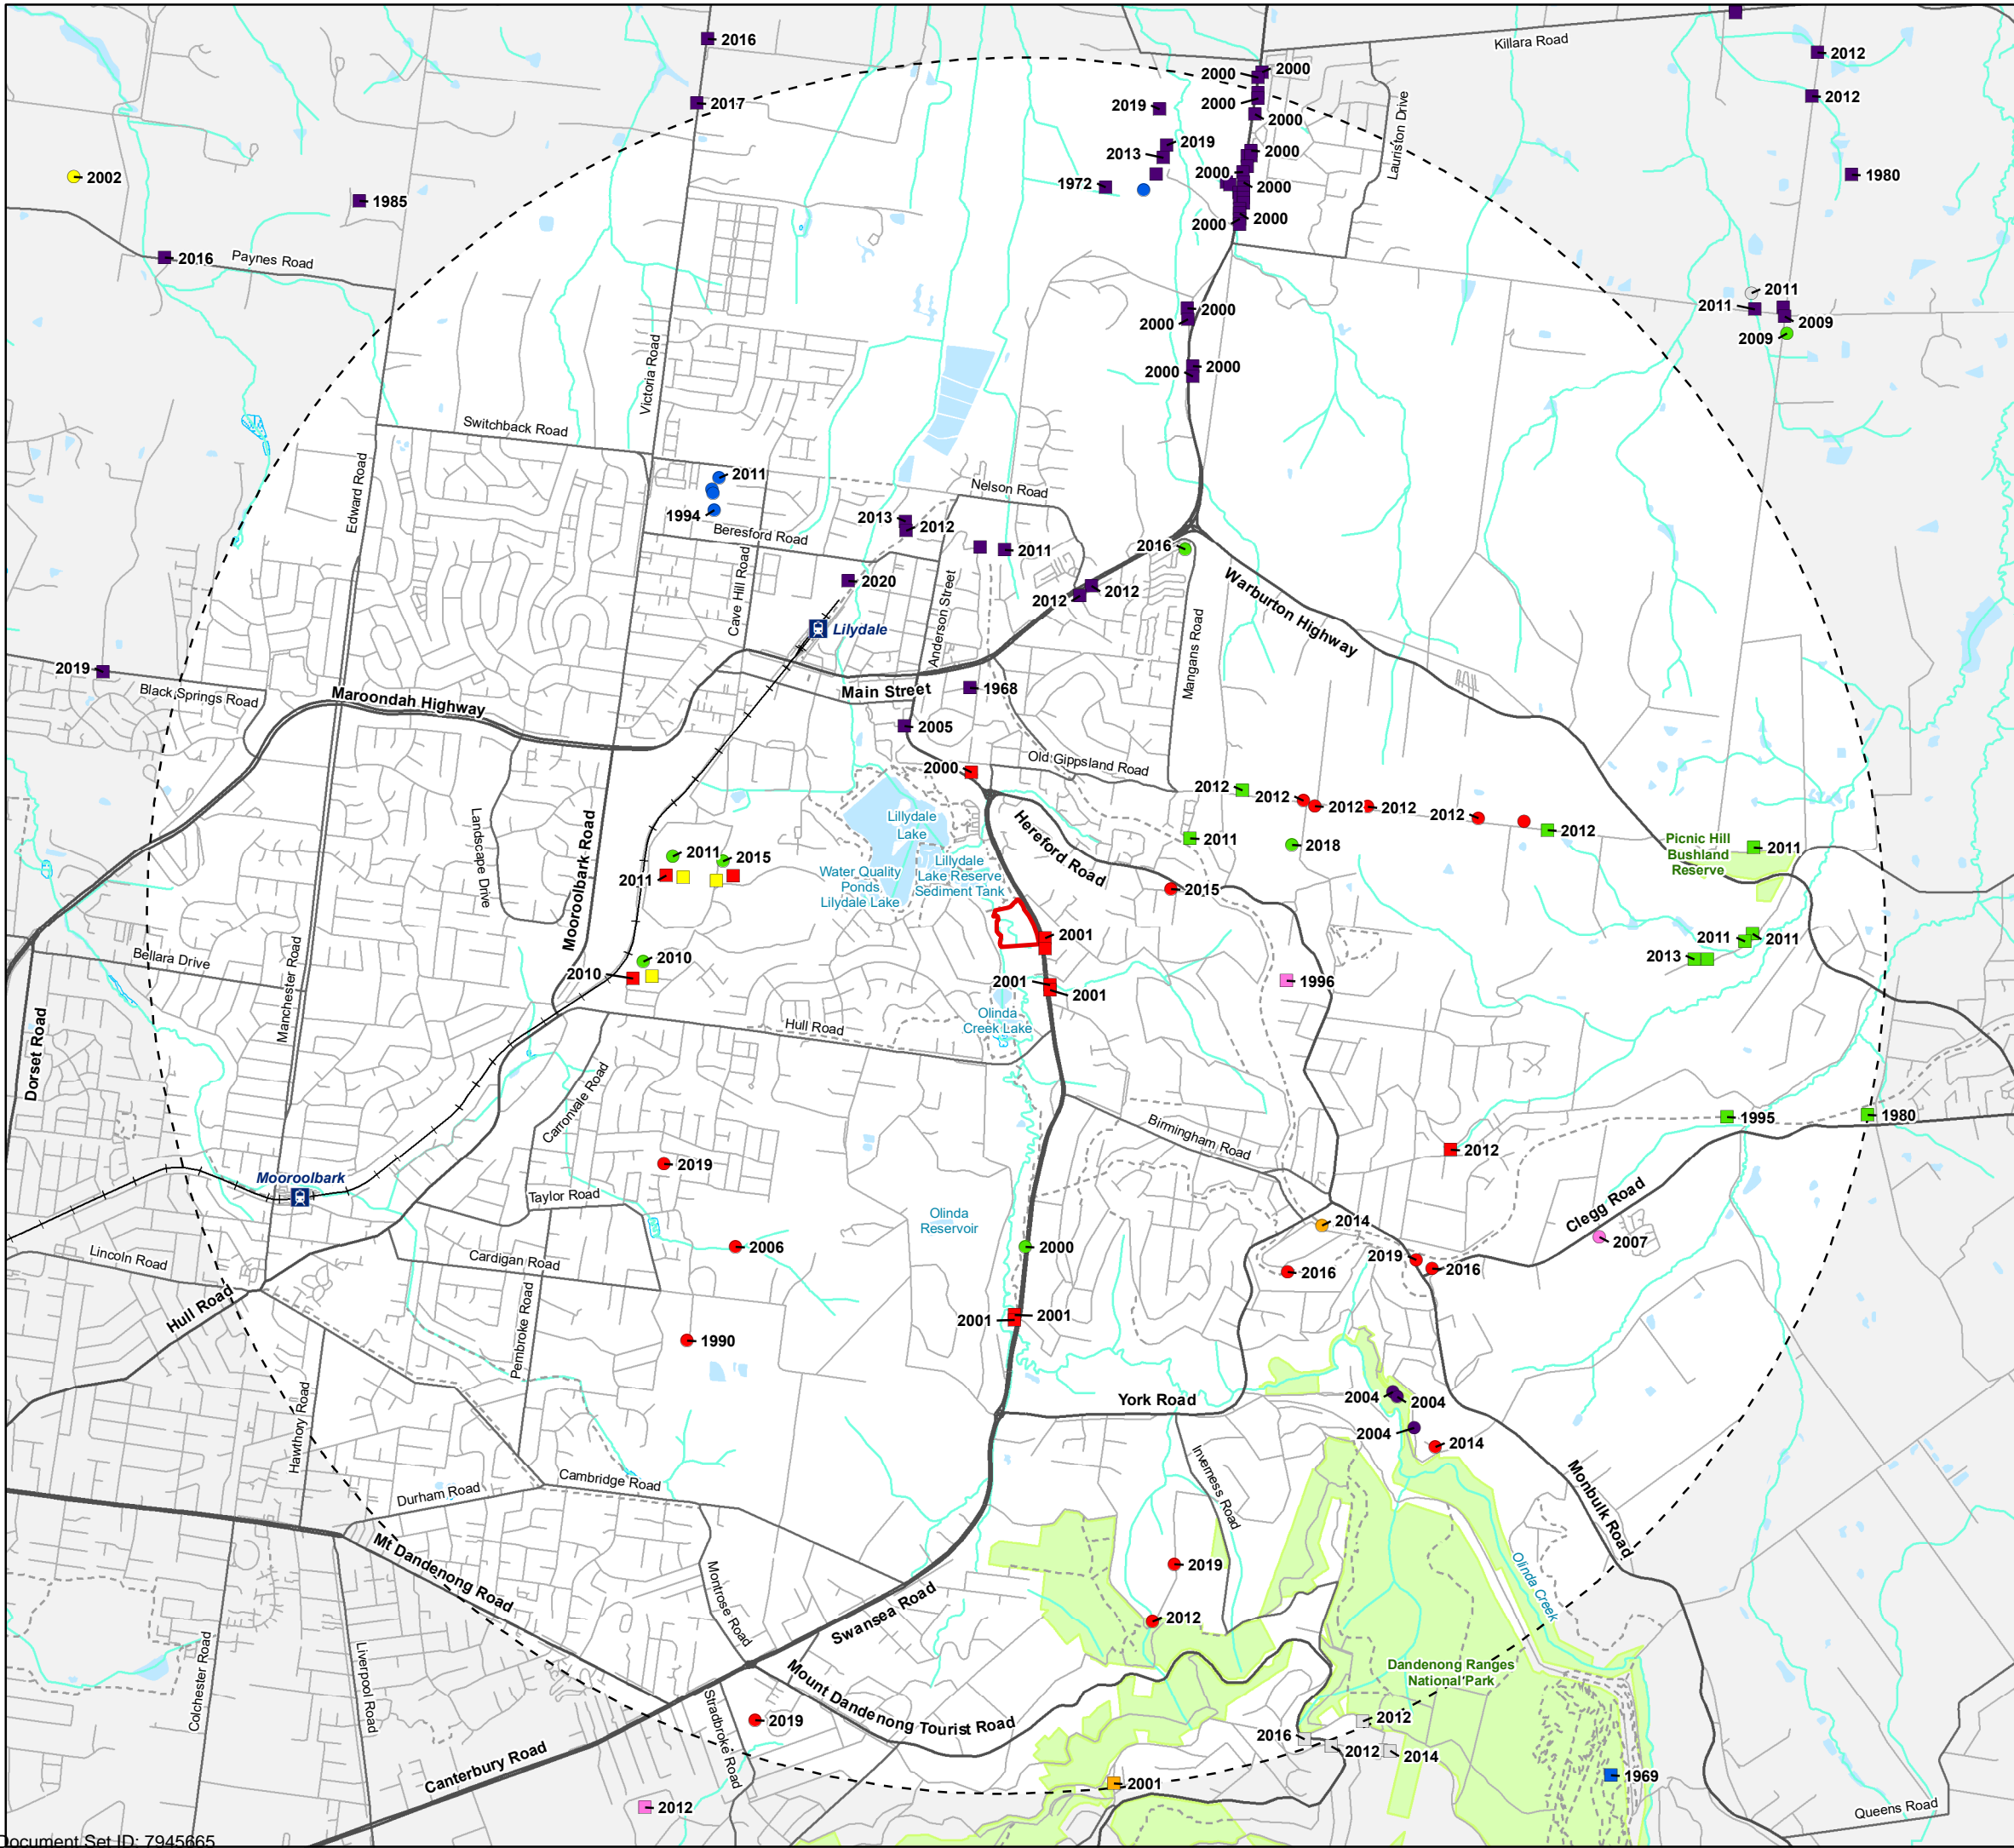 2016
Killara Road
2012
2000
2000
2017
2000
2019
2012
2000
Lauriston Drive
2019
2000
2013
2002
2000
1980
1972
2000
1985
2000
2000
2016
Paynes Road
2011
2011
2000
2009
2000
2009
Victoria Road
2000
2000
Switchback Road
2011
Nelson Road
Edward Road
1994
2013
2012
Beresford Road
2016
2011
Cave Hill Road
2020
Anderson Street
2012
2012
Warburton Highway
Lilydale
Mangans Road
2019
Black Springs Road
Maroondah Highway
Main Street
1968
2005
Old Gippsland Road
2000
2012
2012
2012
2012
2012
2012
Landscape Drive
Mooroolbark Road
Lillydale
Lake
Hereford Road
2011
2018
Picnic Hill
Bushland
Reserve
2011
2011
2015
2011
Water Quality
Ponds
Lilydale Lake
Lillydale
Lake Reserve
Sediment Tank
2015
2001
2011
2011
2013
Bellara Drive
Manchester Road
2010
2010
2001
2001
1996
Dorset Road
Olinda
Creek Lake
Hull Road
Carronvale Road
Birmingham Road
1995
1980
2012
2019
Mooroolbark
Taylor Road
Olinda
Reservoir
Clegg Road
2014
2007
2000
2006
Lincoln Road
Cardigan Road
2019
2016
2016
Hull Road
Pembroke Road
2001
2001
1990
Hawthory Road
York Road
2004
2004
2004
2014
Inverness Road
Monbulk Road
Cambridge Road
Durham Road
Mt Dandenong Road
Montrose Road
2019
Olinda Creek
2012
Swansea Road
Colchester Road
Liverpool Road
Mount Dandenong Tourist Road
Dandenong Ranges
National Park
Stradbroke Road
2019
2012
2016
2012
2014
Canterbury Road
2001
1969
2012
Queens Road
Document Set ID: 7945665